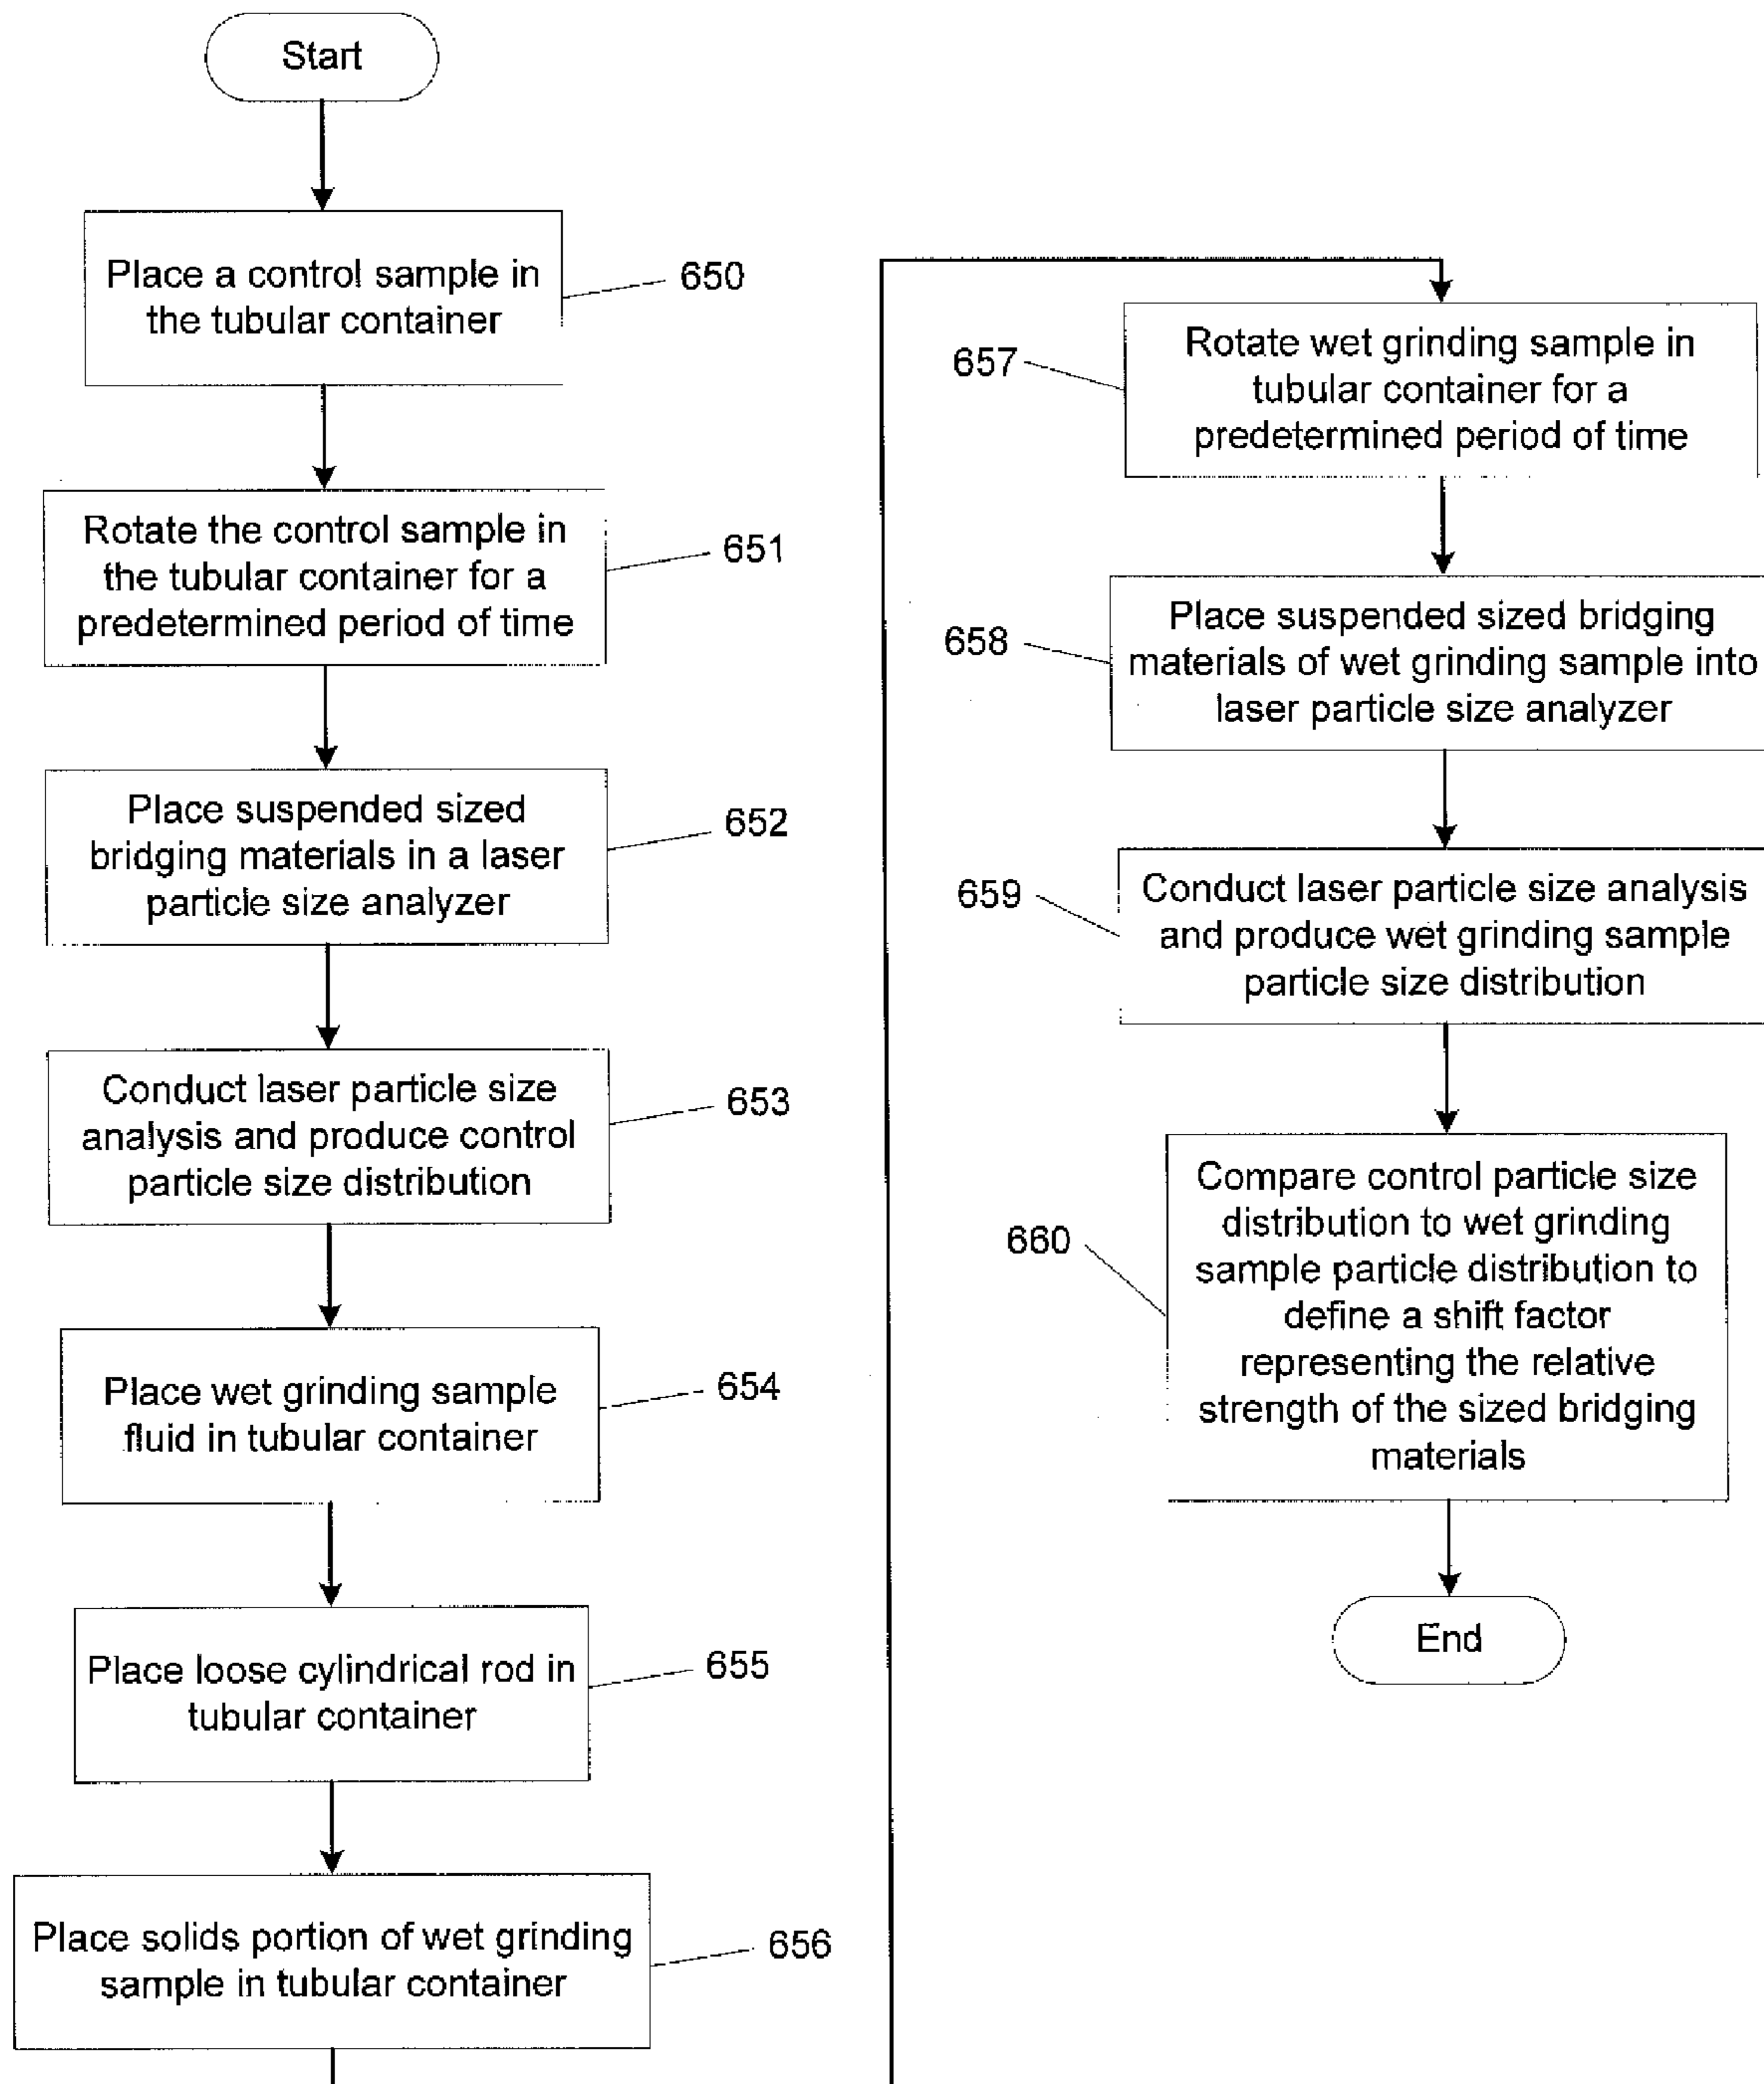 Start
Place a control sample in
the tubular container
650
Rotate the control sample in
the tubular container for a
predetermined period of time
651
Place suspended sized
bridging materials in a laser
particle size analyzer
652
Conduct laser particle size
analysis and produce control
particle size distribution
653
Place wet grinding sample
fluid in tubular container
654
Place loose cylindrical rod in
tubular container
655
Place solids portion of wet grinding
sample in tubular container
656
Rotate wet grinding sample in
tubular container for a
predetermined period of time
657
Place suspended sized bridging
materials of wet grinding sample into
laser particle size analyzer
658
Conduct laser particle size analysis
and produce wet grinding sample
particle size distribution
659
Compare control particle size
distribution to wet grinding
sample particle distribution to
define a shift factor
representing the relative
strength of the sized bridging
materials
660
End